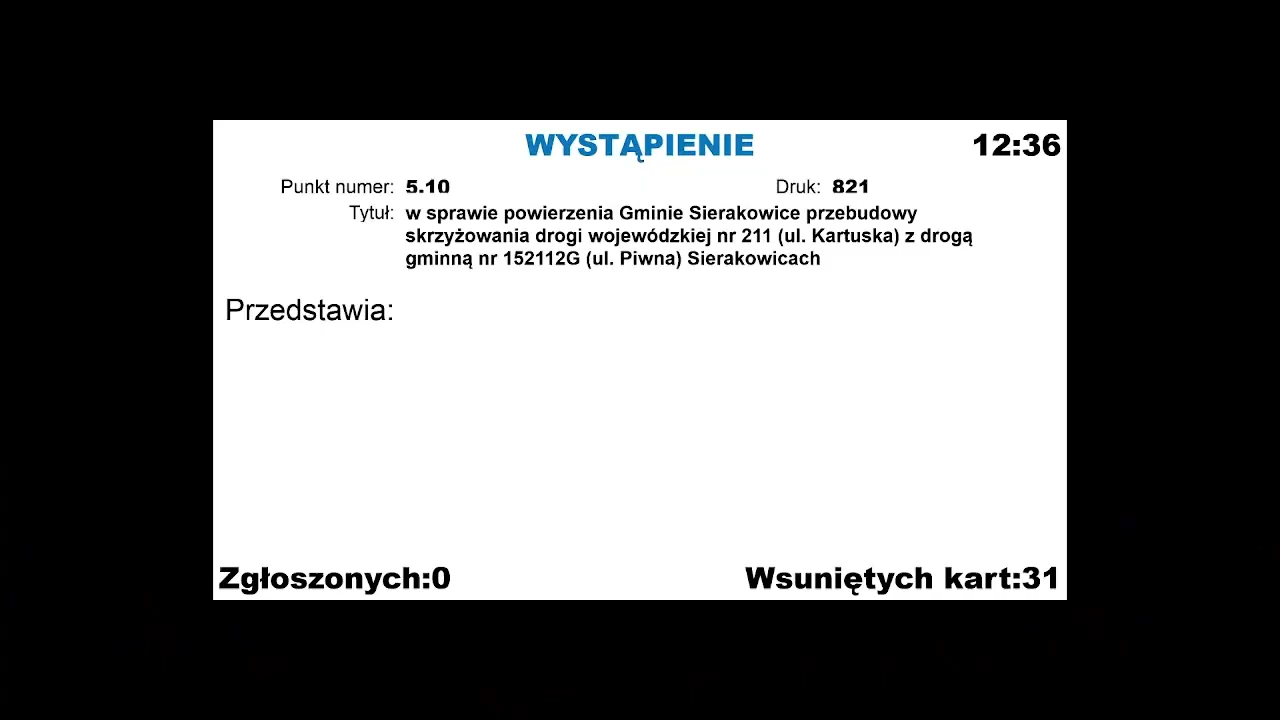 WYSTĄPIENIE 12:36
Punkt numer: 5.10 Druk: 821
Tytuł: w sprawie powierzenia Gminie Sierakowice przebudowy
skrzyżowania drogi wojewódzkiej nr 211 (ul. Kartuska) z drogą
gminną nr 152112G (ul. Piwna) Sierakowicach
Przedstawia:
Zgłoszonych:0 Wsuniętych kart:31